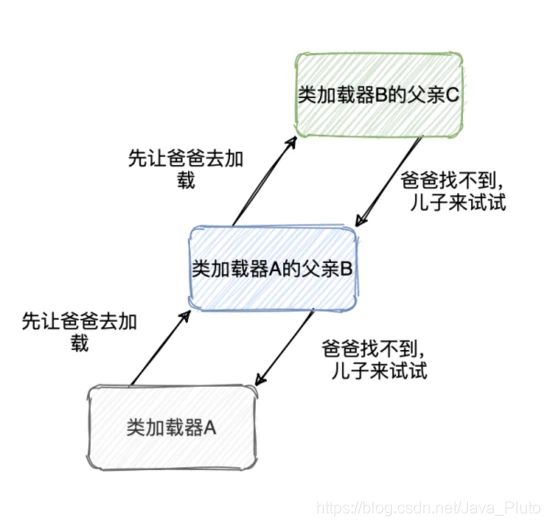 类加载器B的父亲C
先让爸爸去加
载
爸爸找不到，
儿子来试试
类加载器A的父亲B
先让爸爸去加
载
爸爸找不到，
儿子来试试
类加载器A
https://blog.csdn.net/Java_Pluto